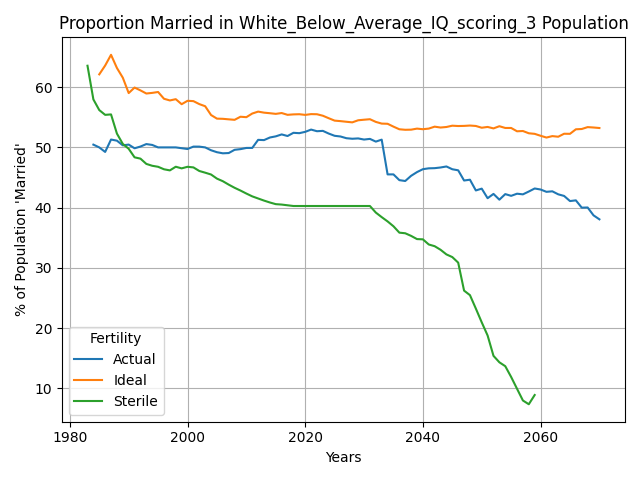 Proportion Married in White_Below_Average_IQ_scoring_3 Population
% of Population 'Married'
60
50
40
30
20
10
Fertility
Actual
Ideal
Sterile
1980
2000
2020
2040
2060
Years